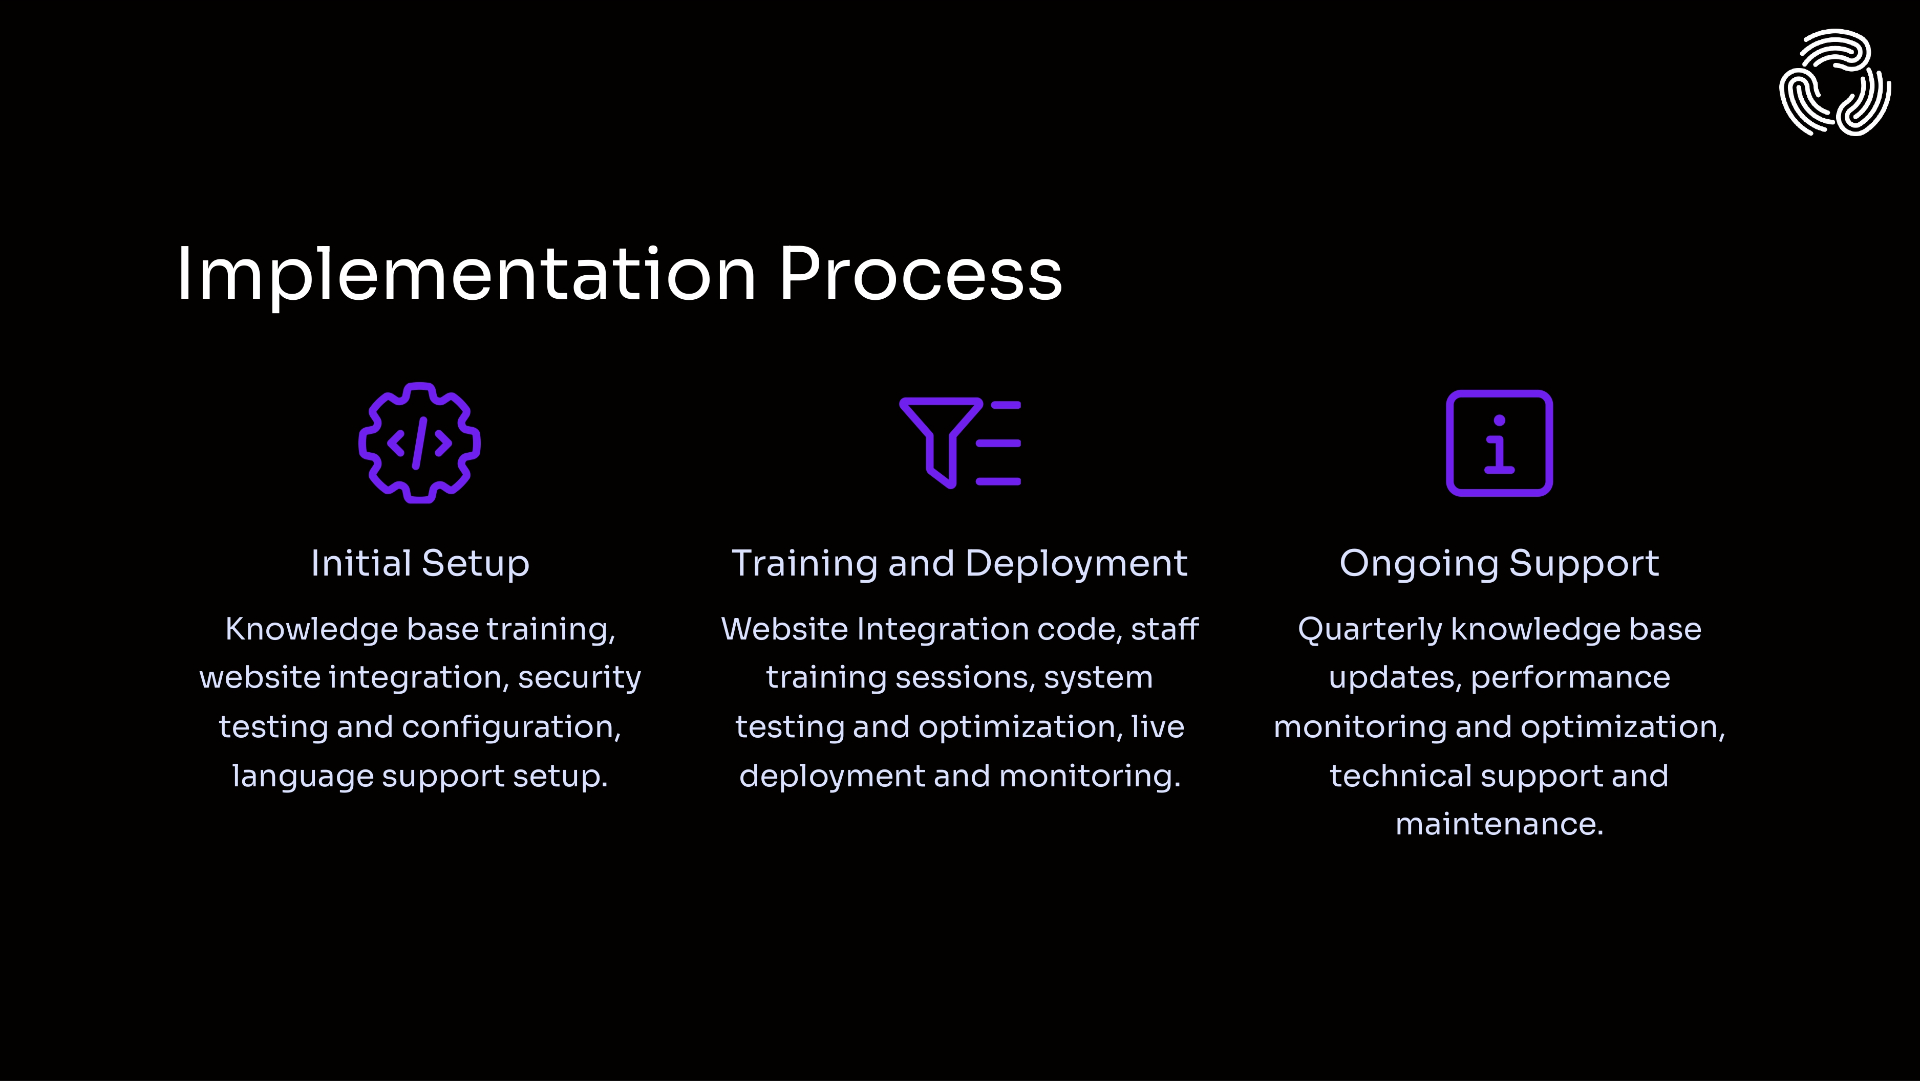 Implementation Process
</>
i
Initial Setup
Knowledge base training,
website integration, security
testing and configuration,
language support setup.
Training and Deployment
Website Integration code, staff
training sessions, system
testing and optimization, live
deployment and monitoring.
Ongoing Support
Quarterly knowledge base
updates, performance
monitoring and optimization,
technical support and
maintenance.